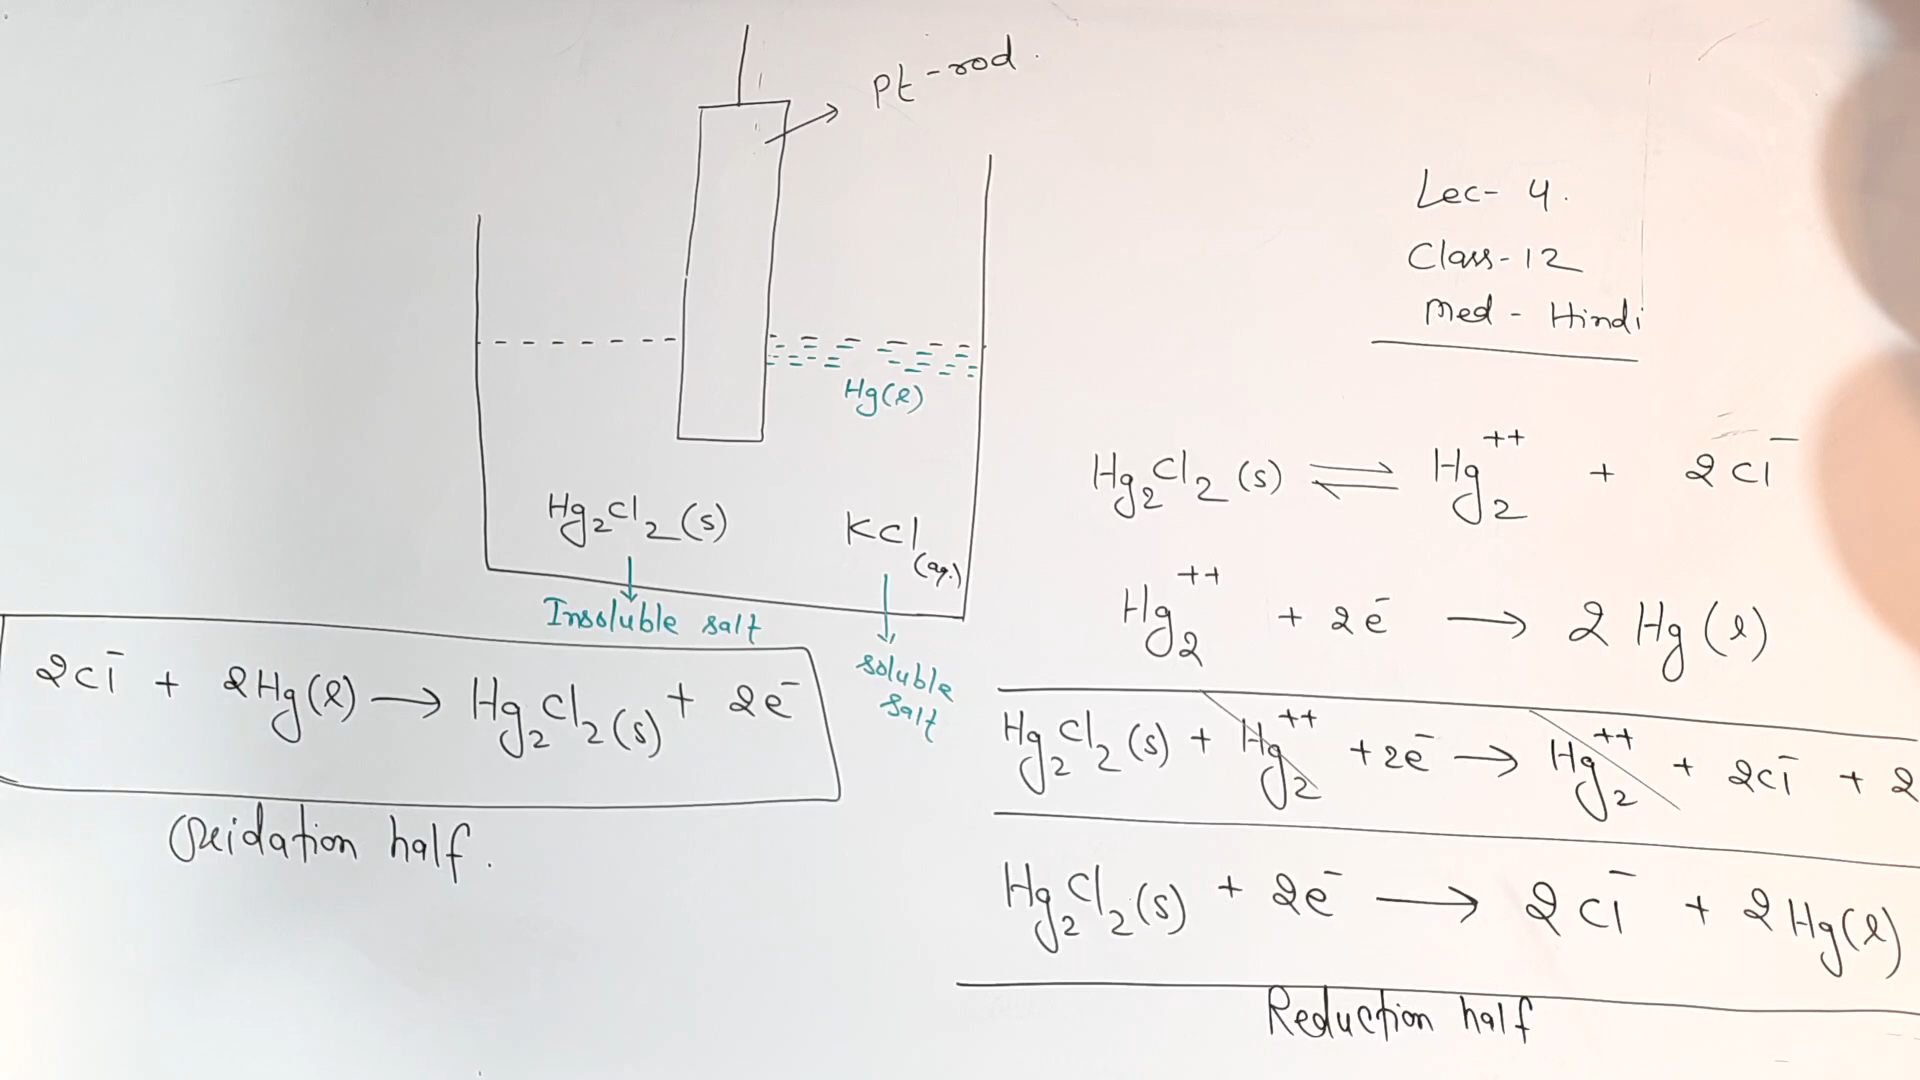 Pt-rod.
Lec- 4.
Class-12
Med - Hindi
Hg(l)
Hg₂Cl₂(s)
KCl(aq.)
Insoluble salt
soluble
salt
2Cl⁻ + 2Hg(l) ⟶ Hg₂Cl₂(s) + 2e⁻
Oxidation half.
Hg₂Cl₂(s) ⇌ Hg₂⁺⁺ + 2Cl⁻
Hg₂⁺⁺ + 2e⁻ ⟶ 2Hg(l)
Hg₂Cl₂(s) + Hg₂⁺⁺ + 2e⁻ ⟶ Hg₂⁺⁺ + 2Cl⁻ + 2
Hg₂Cl₂(s) + 2e⁻ ⟶ 2Cl⁻ + 2Hg(l)
Reduction half